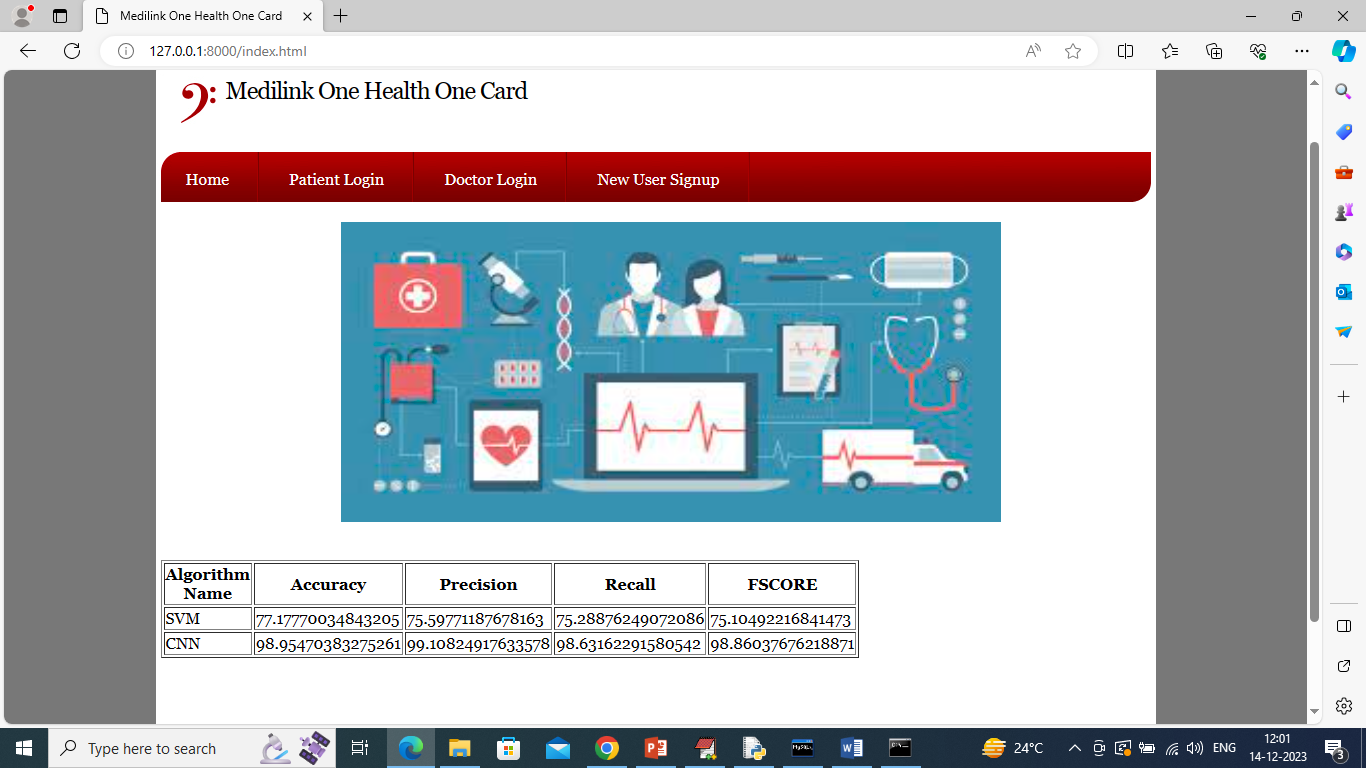 Medilink One Health One Card
127.0.0.1:8000/index.html
Medilink One Health One Card
Home Patient Login Doctor Login New User Signup
Algorithm Name Accuracy Precision Recall FSCORE
SVM 77.17770034843205 75.59771187678163 75.28876249072086 75.10492216841473
CNN 98.95470383275261 99.10824917633578 98.63162291580542 98.86037676218871
Type here to search 24°C ENG 12:01
14-12-2023 3